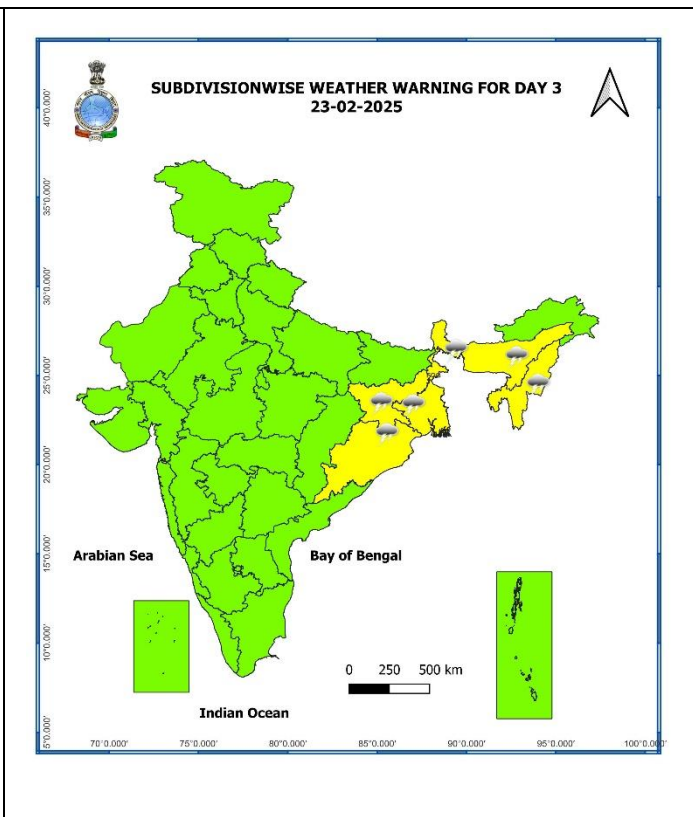 SUBDIVISIONWISE WEATHER WARNING FOR DAY 3
23-02-2025
40°0.000'
35°0.000'
30°0.000'
25°0.000'
20°0.000'
15°0.000'
10°0.000'
5°0.000'
Arabian Sea
Bay of Bengal
0 250 500 km
Indian Ocean
70°0.000' 75°0.000' 80°0.000' 85°0.000' 90°0.000' 95°0.000' 100°0.000'